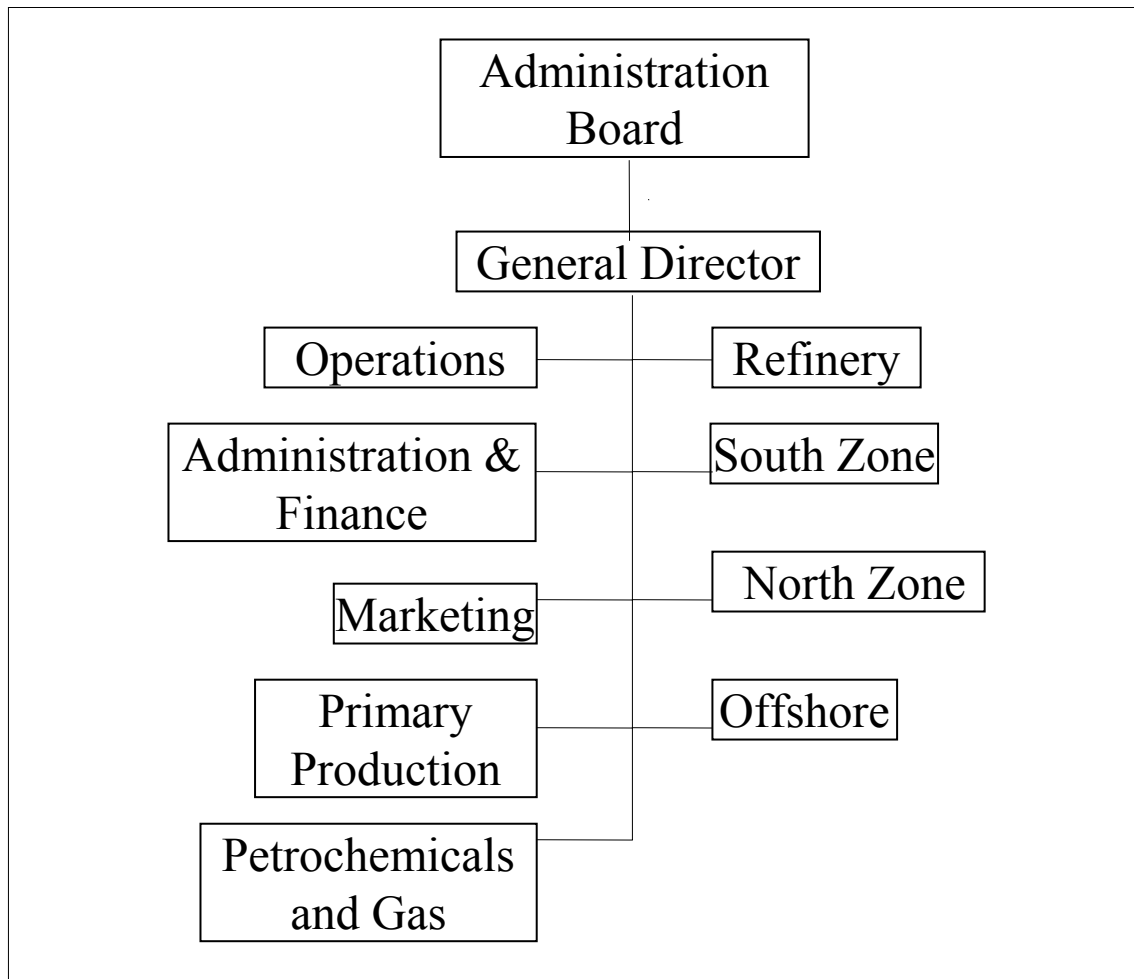 Administration
Board
General Director
Operations
Refinery
Administration &
Finance
South Zone
Marketing
North Zone
Primary
Production
Offshore
Petrochemicals
and Gas